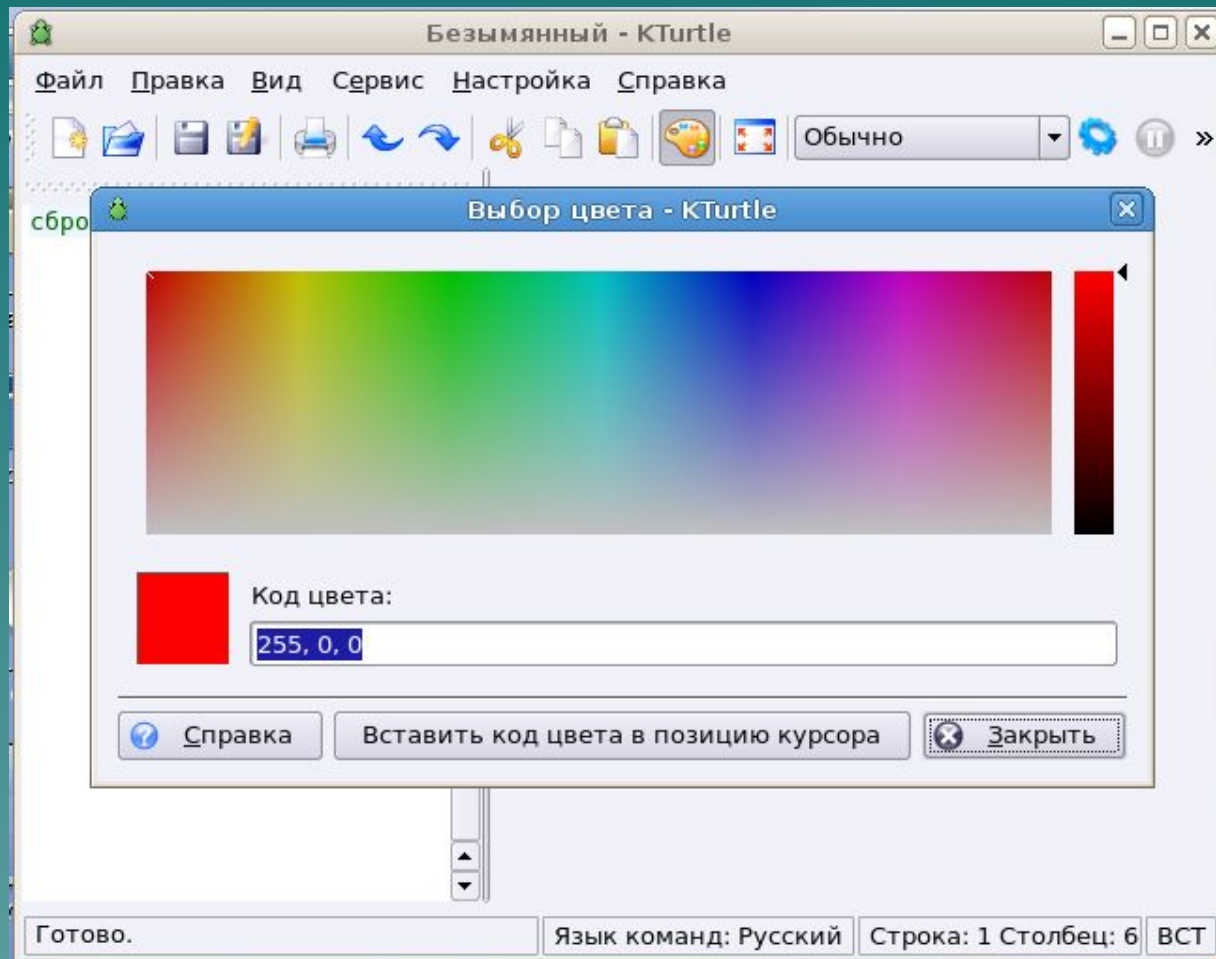 Безымянный - KTurtle
Файл Правка Вид Сервис Настройка Справка
Обычно »
Выбор цвета - KTurtle
сбро
Код цвета:
255, 0, 0
Справка Вставить код цвета в позицию курсора Закрыть
Готово. Язык команд: Русский Строка: 1 Столбец: 6 ВСТ